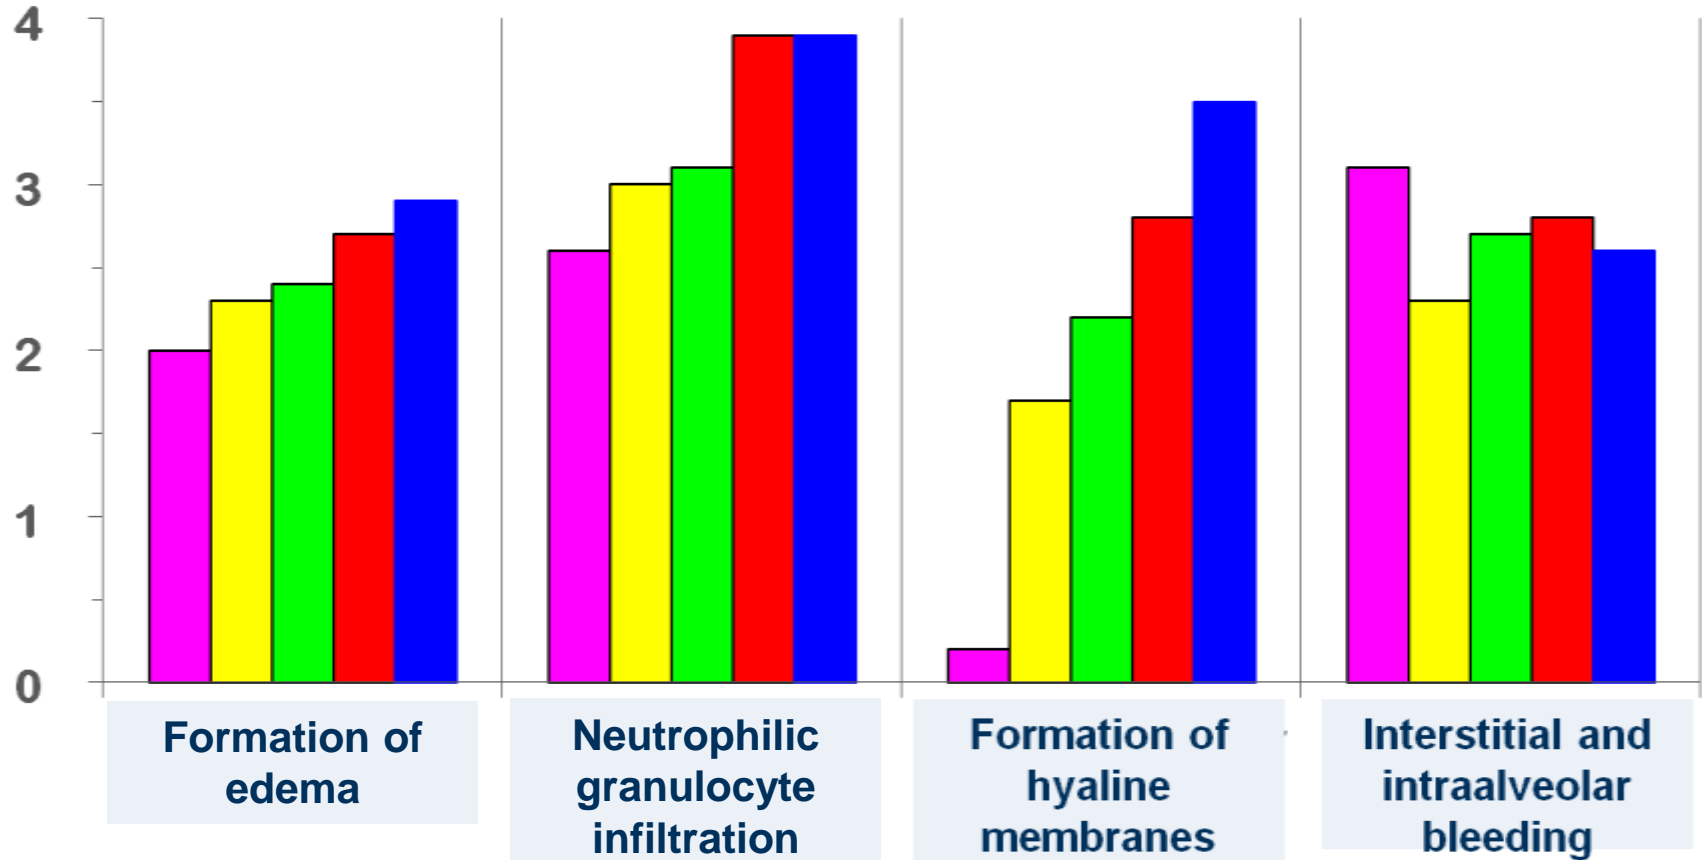 4
3
2
1
0
Formation of
edema
Neutrophilic
granulocyte
infiltration
Formation of
hyaline
membranes
Interstitial and
intraalveolar
bleeding